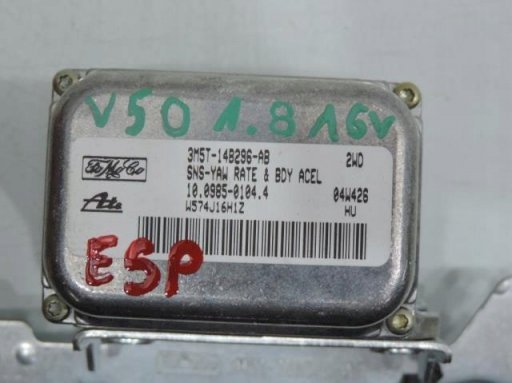 V50 1.8 16V
3M5T-14B296-AB 2WD
SNS-YAW RATE & BDY ACEL
10.0985-0104.4 04W426
W574J16H1Z HU
FoMoCo
Ate
ESP